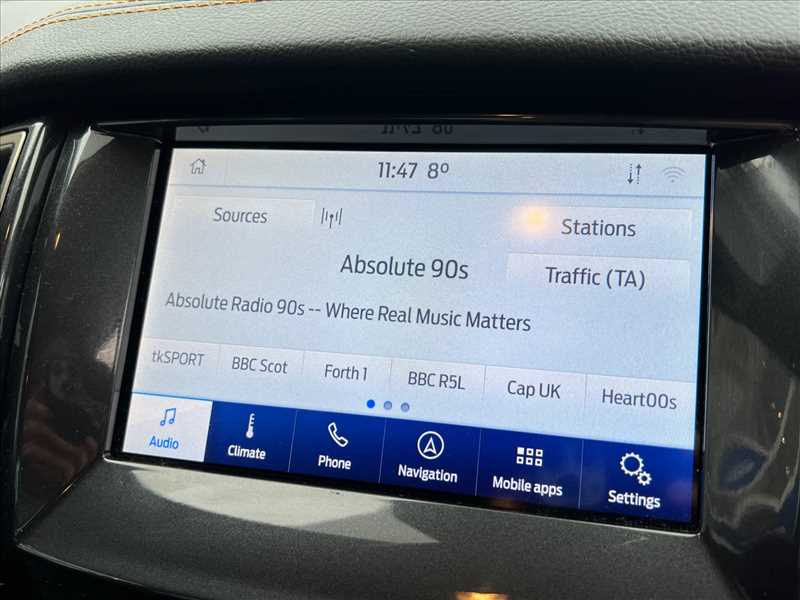 11:47 8°
Sources
Stations
Absolute 90s
Traffic (TA)
Absolute Radio 90s -- Where Real Music Matters
tkSPORT BBC Scot Forth 1 BBC R5L Cap UK Heart00s
Audio Climate Phone Navigation Mobile apps Settings